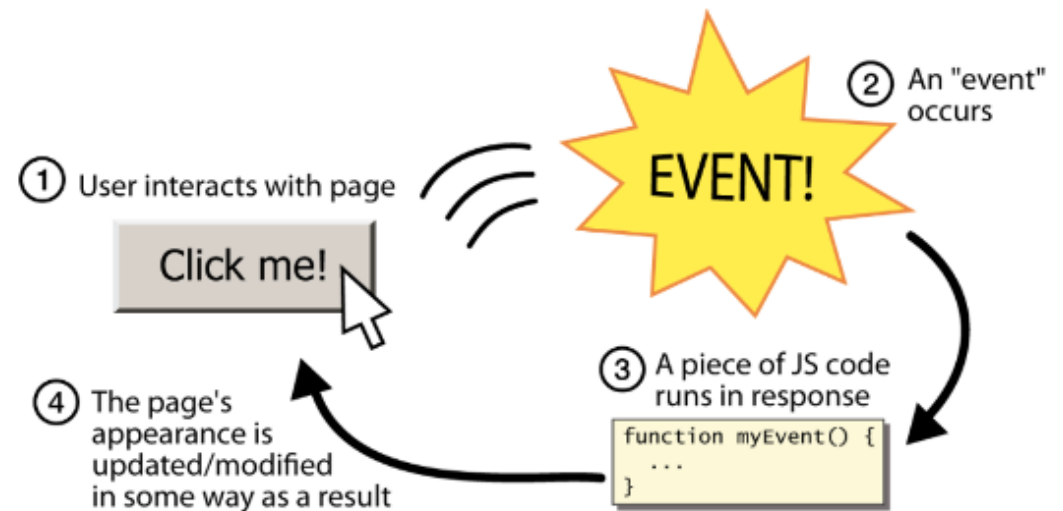 1 User interacts with page
Click me!
EVENT!
2 An "event"
occurs
3 A piece of JS code
runs in response
function myEvent() {
...
}
4 The page's
appearance is
updated/modified
in some way as a result